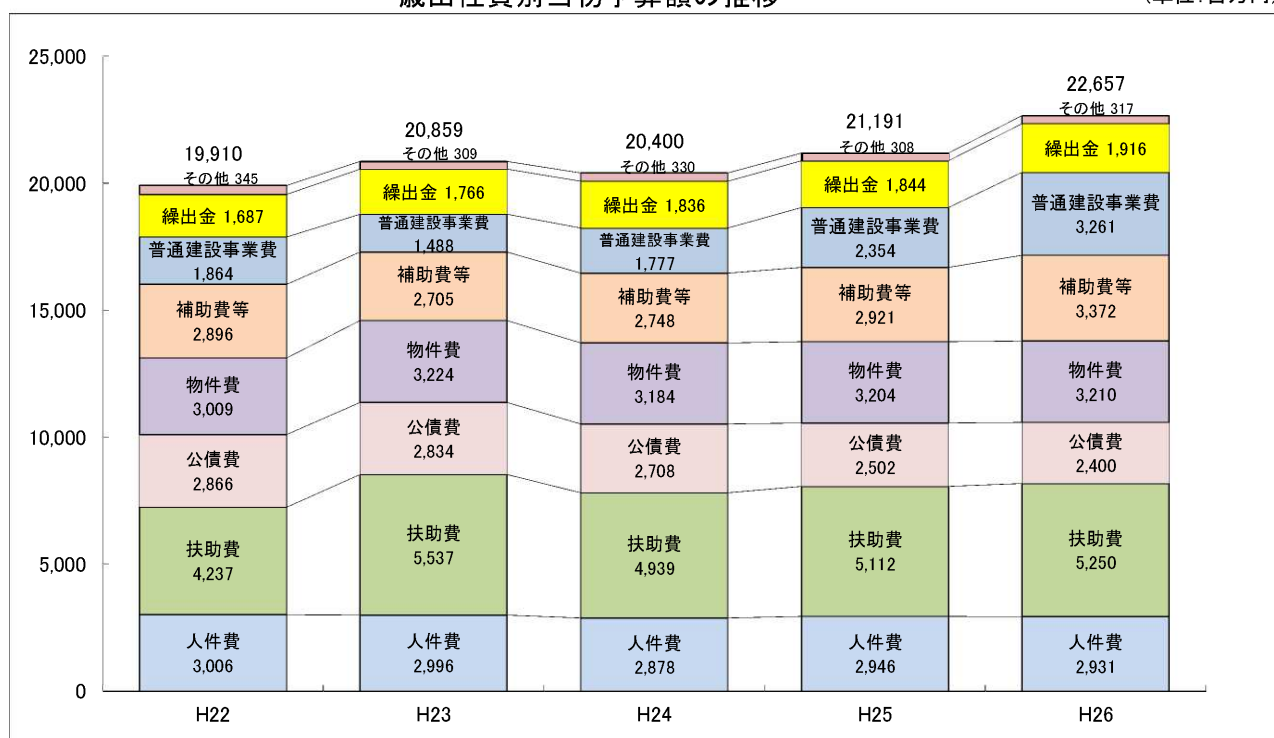 歳出性質別当初予算額の推移
(単位:百万円)
25,000
20,000
15,000
10,000
5,000
0
19,910
その他 345
繰出金 1,687
普通建設事業費
1,864
補助費等
2,896
物件費
3,009
公債費
2,866
扶助費
4,237
人件費
3,006
H22
20,859
その他 309
繰出金 1,766
普通建設事業費
1,488
補助費等
2,705
物件費
3,224
公債費
2,834
扶助費
5,537
人件費
2,996
H23
20,400
その他 330
繰出金 1,836
普通建設事業費
1,777
補助費等
2,748
物件費
3,184
公債費
2,708
扶助費
4,939
人件費
2,878
H24
21,191
その他 308
繰出金 1,844
普通建設事業費
2,354
補助費等
2,921
物件費
3,204
公債費
2,502
扶助費
5,112
人件費
2,946
H25
22,657
その他 317
繰出金 1,916
普通建設事業費
3,261
補助費等
3,372
物件費
3,210
公債費
2,400
扶助費
5,250
人件費
2,931
H26